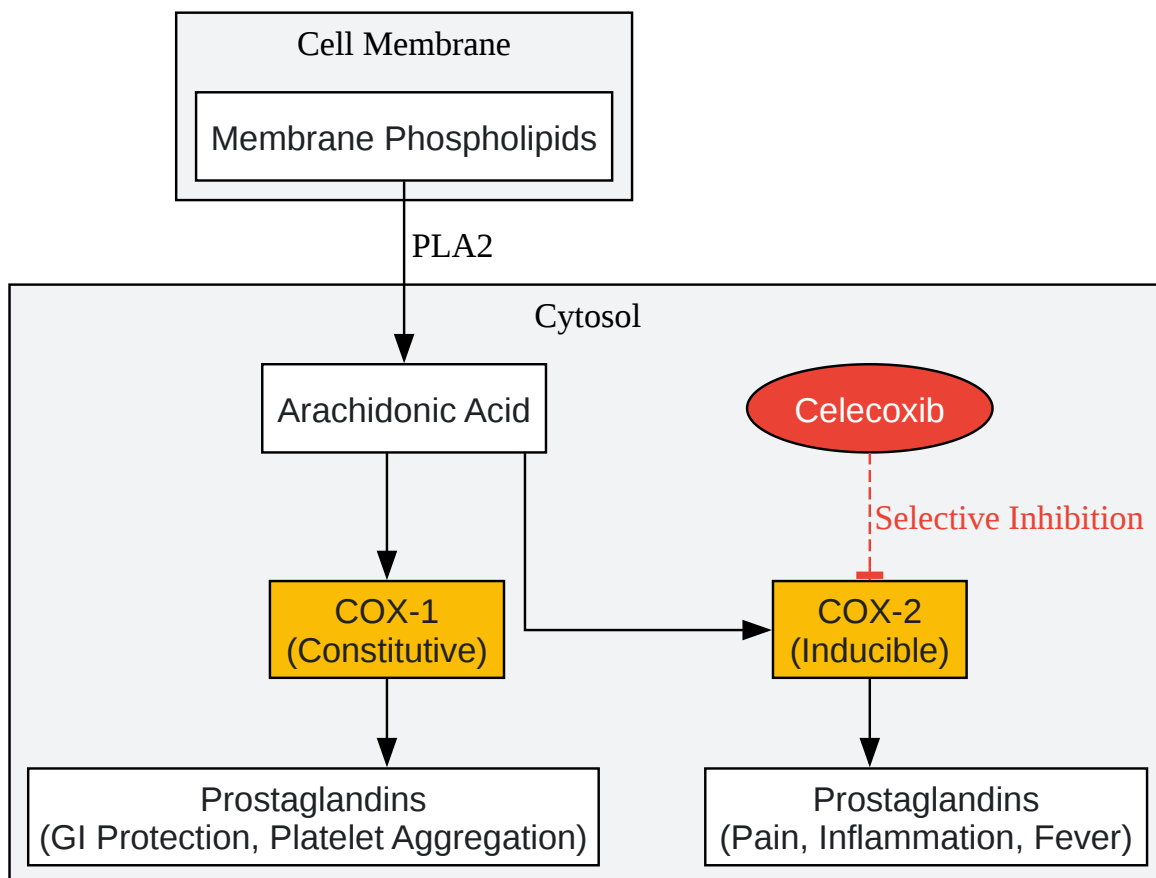 Cell Membrane
Membrane Phospholipids
PLA2
Cytosol
Arachidonic Acid
Celecoxib
Selective Inhibition
COX-1
(Constitutive)
COX-2
(Inducible)
Prostaglandins
(GI Protection, Platelet Aggregation)
Prostaglandins
(Pain, Inflammation, Fever)